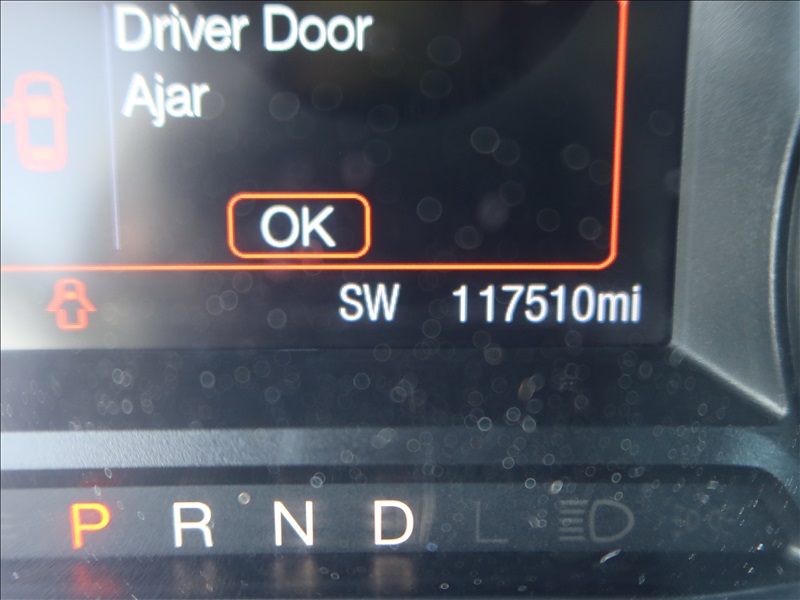 Driver Door
Ajar
OK
SW 117510mi
P R N D L